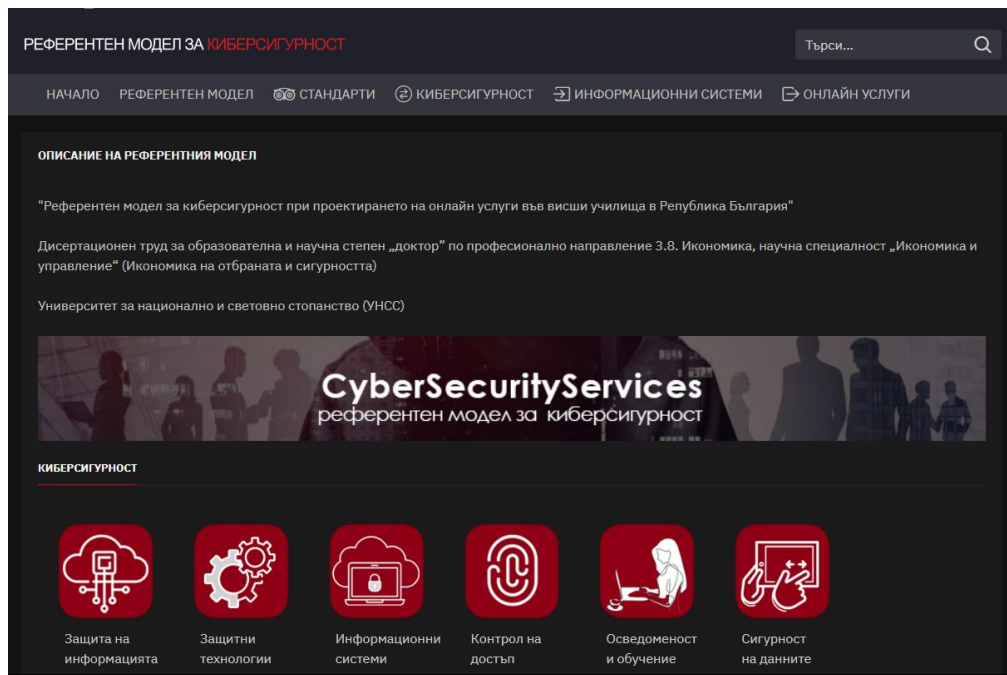 РЕФЕРЕНТЕН МОДЕЛ ЗА КИБЕРСИГУРНОСТ
Търси...
НАЧАЛО РЕФЕРЕНТЕН МОДЕЛ СТАНДАРТИ КИБЕРСИГУРНОСТ ИНФОРМАЦИОННИ СИСТЕМИ ОНЛАЙН УСЛУГИ
ОПИСАНИЕ НА РЕФЕРЕНТНИЯ МОДЕЛ
"Референтен модел за киберсигурност при проектирането на онлайн услуги във висши училища в Република България"
Дисертационен труд за образователна и научна степен „доктор” по професионално направление 3.8. Икономика, научна специалност „Икономика и
управление“ (Икономика на отбраната и сигурността)
Университет за национално и световно стопанство (УНСС)
CyberSecurityServices
референтен модел за киберсигурност
КИБЕРСИГУРНОСТ
Защита на
информацията
Защитни
технологии
Информационни
системи
Контрол на
достъп
Осведоменост
и обучение
Сигурност
на данните